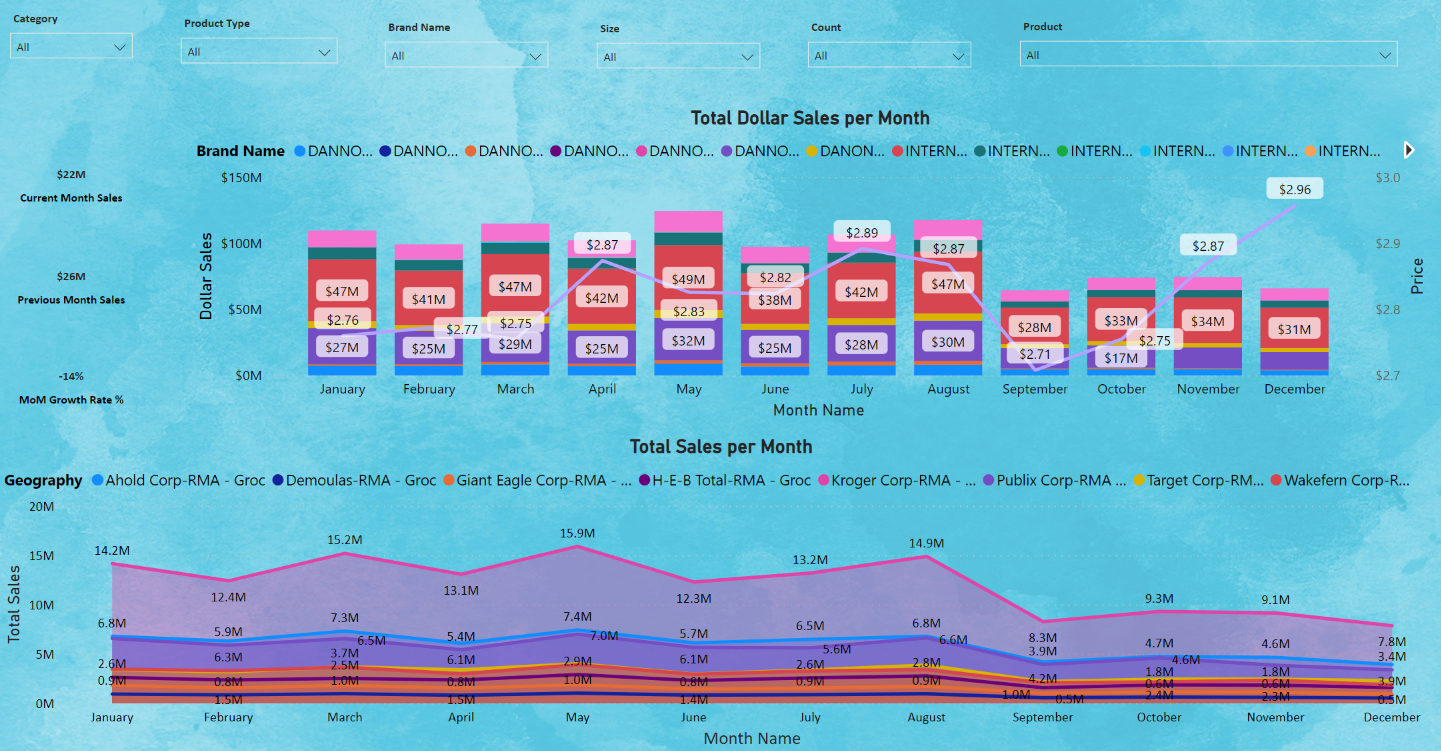 Category
Product Type
Brand Name
Size
Count
Product
All
All
All
All
All
All
Total Dollar Sales per Month
Brand Name DANNO... DANNO... DANNO... DANNO... DANNO... DANNO... DANON... INTERN... INTERN... INTERN... INTERN... INTERN... INTERN...
$22M
Current Month Sales
$26M
Previous Month Sales
-14%
MoM Growth Rate %
Dollar Sales
$150M
$100M
$50M
$0M
$47M
$2.76
$27M
$41M
$2.77
$25M
$47M
$2.75
$29M
$2.87
$42M
$25M
$49M
$2.83
$32M
$2.82
$38M
$25M
$2.89
$42M
$28M
$2.87
$47M
$30M
$28M
$2.71
$33M
$2.75
$17M
$2.87
$34M
$2.96
$31M
$3.0
$2.9
$2.8
$2.7
Price
January February March April May June July August September October November December
Month Name
Total Sales per Month
Geography Ahold Corp-RMA - Groc Demoulas-RMA - Groc Giant Eagle Corp-RMA - ... H-E-B Total-RMA - Groc Kroger Corp-RMA - ... Publix Corp-RMA ... Target Corp-RM... Wakefern Corp-R...
Total Sales
20M
15M
10M
5M
0M
14.2M
6.8M
2.6M
0.9M
12.4M
5.9M
6.3M
0.8M
1.5M
15.2M
7.3M
6.5M
3.7M
2.5M
1.0M
13.1M
5.4M
6.1M
0.8M
1.5M
15.9M
7.4M
7.0M
2.9M
1.0M
12.3M
5.7M
6.1M
0.8M
1.4M
13.2M
6.5M
5.6M
2.6M
0.9M
14.9M
6.8M
6.6M
2.8M
0.9M
8.3M
3.9M
4.2M
1.0M
0.5M
9.3M
4.7M
4.6M
1.8M
0.6M
2.4M
9.1M
4.6M
1.8M
0.6M
2.3M
7.8M
3.4M
3.9M
0.5M
January February March April May June July August September October November December
Month Name